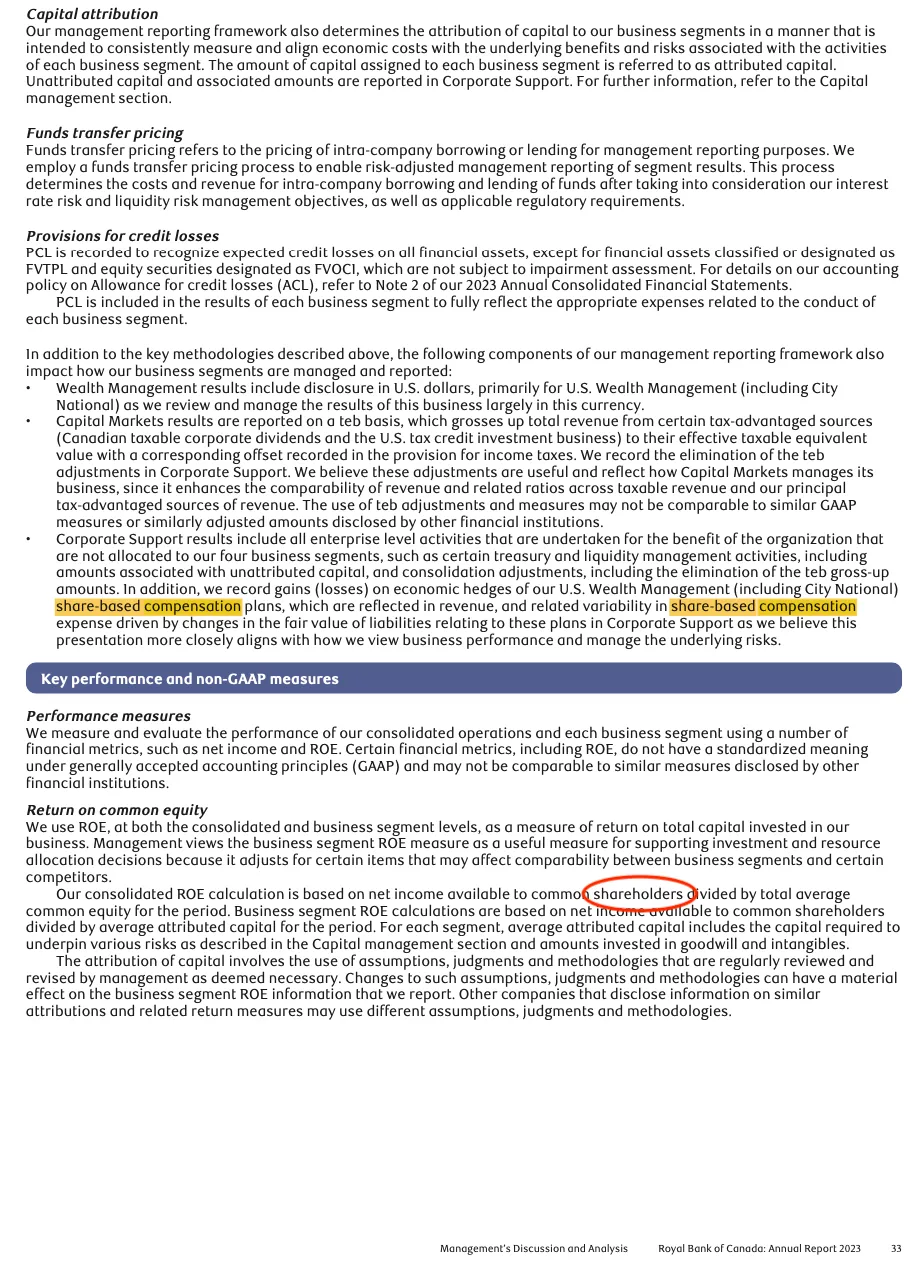 Capital attribution
Our management reporting framework also determines the attribution of capital to our business segments in a manner that is
intended to consistently measure and align economic costs with the underlying benefits and risks associated with the activities
of each business segment. The amount of capital assigned to each business segment is referred to as attributed capital.
Unattributed capital and associated amounts are reported in Corporate Support. For further information, refer to the Capital
management section.
Funds transfer pricing
Funds transfer pricing refers to the pricing of intra-company borrowing or lending for management reporting purposes. We
employ a funds transfer pricing process to enable risk-adjusted management reporting of segment results. This process
determines the costs and revenue for intra-company borrowing and lending of funds after taking into consideration our interest
rate risk and liquidity risk management objectives, as well as applicable regulatory requirements.
Provisions for credit losses
PCL is recorded to recognize expected credit losses on all financial assets, except for financial assets classified or designated as
FVTPL and equity securities designated as FVOCI, which are not subject to impairment assessment. For details on our accounting
policy on Allowance for credit losses (ACL), refer to Note 2 of our 2023 Annual Consolidated Financial Statements.
PCL is included in the results of each business segment to fully reflect the appropriate expenses related to the conduct of
each business segment.
In addition to the key methodologies described above, the following components of our management reporting framework also
impact how our business segments are managed and reported:
• Wealth Management results include disclosure in U.S. dollars, primarily for U.S. Wealth Management (including City
National) as we review and manage the results of this business largely in this currency.
• Capital Markets results are reported on a teb basis, which grosses up total revenue from certain tax-advantaged sources
(Canadian taxable corporate dividends and the U.S. tax credit investment business) to their effective taxable equivalent
value with a corresponding offset recorded in the provision for income taxes. We record the elimination of the teb
adjustments in Corporate Support. We believe these adjustments are useful and reflect how Capital Markets manages its
business, since it enhances the comparability of revenue and related ratios across taxable revenue and our principal
tax-advantaged sources of revenue. The use of teb adjustments and measures may not be comparable to similar GAAP
measures or similarly adjusted amounts disclosed by other financial institutions.
• Corporate Support results include all enterprise level activities that are undertaken for the benefit of the organization that
are not allocated to our four business segments, such as certain treasury and liquidity management activities, including
amounts associated with unattributed capital, and consolidation adjustments, including the elimination of the teb gross-up
amounts. In addition, we record gains (losses) on economic hedges of our U.S. Wealth Management (including City National)
share-based compensation plans, which are reflected in revenue, and related variability in share-based compensation
expense driven by changes in the fair value of liabilities relating to these plans in Corporate Support as we believe this
presentation more closely aligns with how we view business performance and manage the underlying risks.
Key performance and non-GAAP measures
Performance measures
We measure and evaluate the performance of our consolidated operations and each business segment using a number of
financial metrics, such as net income and ROE. Certain financial metrics, including ROE, do not have a standardized meaning
under generally accepted accounting principles (GAAP) and may not be comparable to similar measures disclosed by other
financial institutions.
Return on common equity
We use ROE, at both the consolidated and business segment levels, as a measure of return on total capital invested in our
business. Management views the business segment ROE measure as a useful measure for supporting investment and resource
allocation decisions because it adjusts for certain items that may affect comparability between business segments and certain
competitors.
Our consolidated ROE calculation is based on net income available to common shareholders divided by total average
common equity for the period. Business segment ROE calculations are based on net income available to common shareholders
divided by average attributed capital for the period. For each segment, average attributed capital includes the capital required to
underpin various risks as described in the Capital management section and amounts invested in goodwill and intangibles.
The attribution of capital involves the use of assumptions, judgments and methodologies that are regularly reviewed and
revised by management as deemed necessary. Changes to such assumptions, judgments and methodologies can have a material
effect on the business segment ROE information that we report. Other companies that disclose information on similar
attributions and related return measures may use different assumptions, judgments and methodologies.
Management's Discussion and Analysis Royal Bank of Canada: Annual Report 2023 33